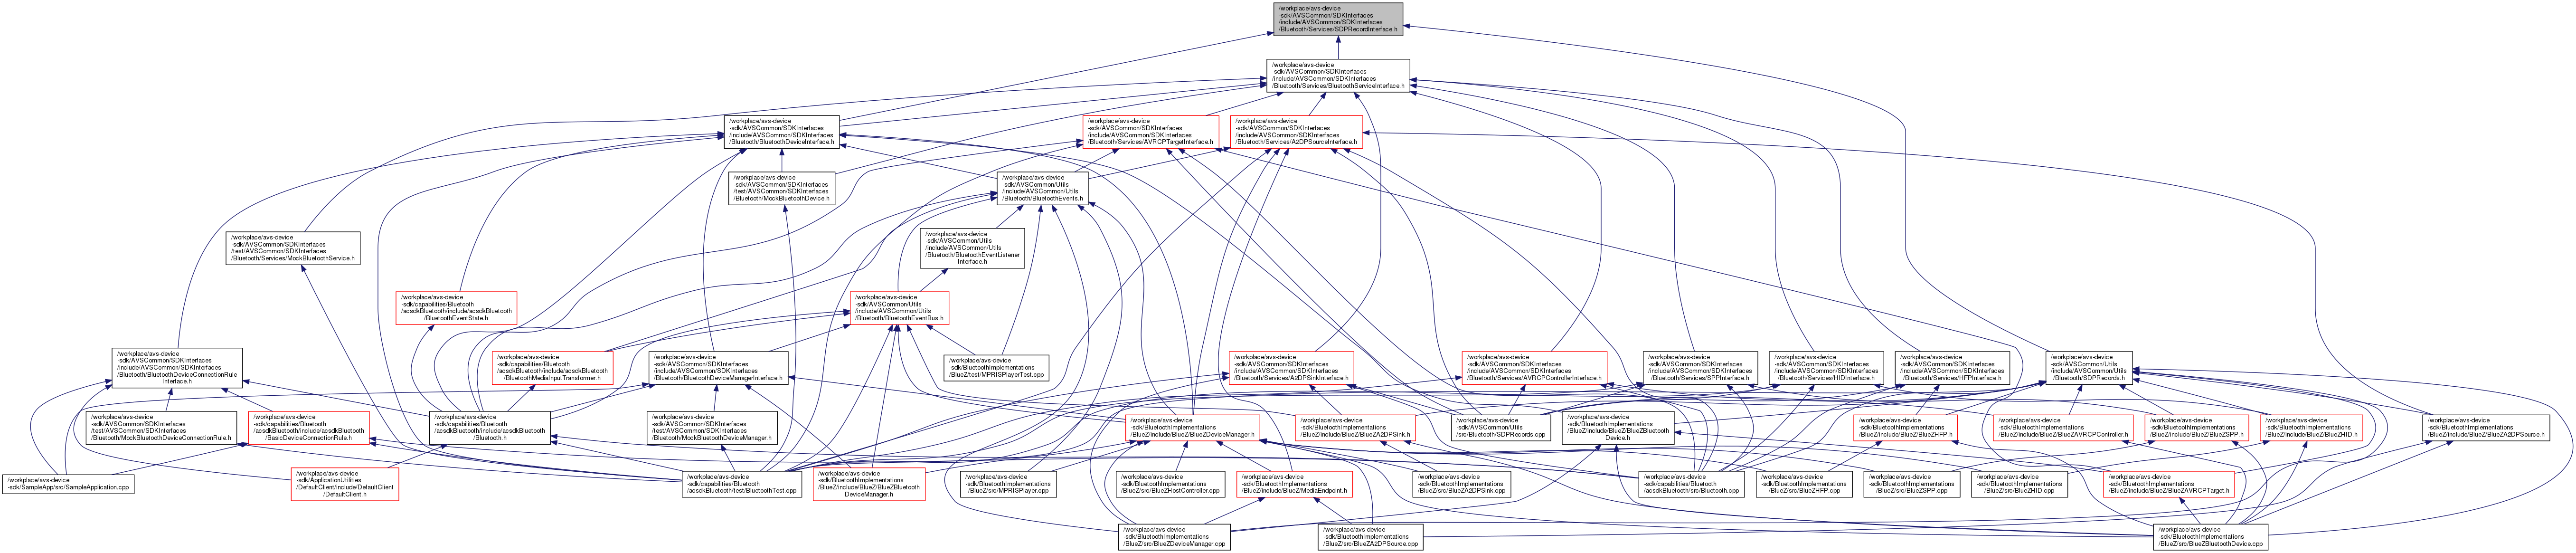 /workplace/avs-device
-sdk/AVSCommon/SDKInterfaces
/include/AVSCommon/SDKInterfaces
/Bluetooth/Services/SDPRecordInterface.h
/workplace/avs-device
-sdk/AVSCommon/SDKInterfaces
/include/AVSCommon/SDKInterfaces
/Bluetooth/Services/BluetoothServiceInterface.h
/workplace/avs-device
-sdk/AVSCommon/SDKInterfaces
/include/AVSCommon/SDKInterfaces
/Bluetooth/BluetoothDeviceInterface.h
/workplace/avs-device
-sdk/AVSCommon/SDKInterfaces
/include/AVSCommon/SDKInterfaces
/Bluetooth/Services/AVRCPTargetInterface.h
/workplace/avs-device
-sdk/AVSCommon/SDKInterfaces
/include/AVSCommon/SDKInterfaces
/Bluetooth/Services/A2DPSourceInterface.h
/workplace/avs-device
-sdk/AVSCommon/SDKInterfaces
/test/AVSCommon/SDKInterfaces
/Bluetooth/MockBluetoothDevice.h
/workplace/avs-device
-sdk/AVSCommon/Utils
/include/AVSCommon/Utils
/Bluetooth/BluetoothEvents.h
/workplace/avs-device
-sdk/AVSCommon/SDKInterfaces
/test/AVSCommon/SDKInterfaces
/Bluetooth/Services/MockBluetoothService.h
/workplace/avs-device
-sdk/AVSCommon/Utils
/include/AVSCommon/Utils
/Bluetooth/BluetoothEventListener
Interface.h
/workplace/avs-device
-sdk/capabilities/Bluetooth
/acsdkBluetooth/include/acsdkBluetooth
/BluetoothEventState.h
/workplace/avs-device
-sdk/AVSCommon/Utils
/include/AVSCommon/Utils
/Bluetooth/BluetoothEventBus.h
/workplace/avs-device
-sdk/AVSCommon/SDKInterfaces
/include/AVSCommon/SDKInterfaces
/Bluetooth/BluetoothDeviceConnectionRule
Interface.h
/workplace/avs-device
-sdk/capabilities/Bluetooth
/acsdkBluetooth/include/acsdkBluetooth
/BluetoothMediaInputTransformer.h
/workplace/avs-device
-sdk/AVSCommon/SDKInterfaces
/include/AVSCommon/SDKInterfaces
/Bluetooth/BluetoothDeviceManagerInterface.h
/workplace/avs-device
-sdk/BluetoothImplementations
/BlueZ/test/MPRISPlayerTest.cpp
/workplace/avs-device
-sdk/AVSCommon/SDKInterfaces
/include/AVSCommon/SDKInterfaces
/Bluetooth/Services/A2DPSinkInterface.h
/workplace/avs-device
-sdk/AVSCommon/SDKInterfaces
/include/AVSCommon/SDKInterfaces
/Bluetooth/Services/AVRCPControllerInterface.h
/workplace/avs-device
-sdk/AVSCommon/SDKInterfaces
/include/AVSCommon/SDKInterfaces
/Bluetooth/Services/SPPInterface.h
/workplace/avs-device
-sdk/AVSCommon/SDKInterfaces
/include/AVSCommon/SDKInterfaces
/Bluetooth/Services/HIDInterface.h
/workplace/avs-device
-sdk/AVSCommon/SDKInterfaces
/include/AVSCommon/SDKInterfaces
/Bluetooth/Services/HFPInterface.h
/workplace/avs-device
-sdk/AVSCommon/Utils
/include/AVSCommon/Utils
/Bluetooth/SDPRecords.h
/workplace/avs-device
-sdk/AVSCommon/SDKInterfaces
/test/AVSCommon/SDKInterfaces
/Bluetooth/MockBluetoothDeviceConnectionRule.h
/workplace/avs-device
-sdk/capabilities/Bluetooth
/acsdkBluetooth/include/acsdkBluetooth
/BasicDeviceConnectionRule.h
/workplace/avs-device
-sdk/capabilities/Bluetooth
/acsdkBluetooth/include/acsdkBluetooth
/Bluetooth.h
/workplace/avs-device
-sdk/AVSCommon/SDKInterfaces
/test/AVSCommon/SDKInterfaces
/Bluetooth/MockBluetoothDeviceManager.h
/workplace/avs-device
-sdk/BluetoothImplementations
/BlueZ/include/BlueZ/BlueZDeviceManager.h
/workplace/avs-device
-sdk/BluetoothImplementations
/BlueZ/include/BlueZ/BlueZA2DPSink.h
/workplace/avs-device
-sdk/AVSCommon/Utils
/src/Bluetooth/SDPRecords.cpp
/workplace/avs-device
-sdk/BluetoothImplementations
/BlueZ/include/BlueZ/BlueZBluetooth
Device.h
/workplace/avs-device
-sdk/BluetoothImplementations
/BlueZ/include/BlueZ/BlueZHFP.h
/workplace/avs-device
-sdk/BluetoothImplementations
/BlueZ/include/BlueZ/BlueZAVRCPController.h
/workplace/avs-device
-sdk/BluetoothImplementations
/BlueZ/include/BlueZ/BlueZSPP.h
/workplace/avs-device
-sdk/BluetoothImplementations
/BlueZ/include/BlueZ/BlueZHID.h
/workplace/avs-device
-sdk/BluetoothImplementations
/BlueZ/include/BlueZ/BlueZA2DPSource.h
/workplace/avs-device
-sdk/SampleApp/src/SampleApplication.cpp
/workplace/avs-device
-sdk/ApplicationUtilities
/DefaultClient/include/DefaultClient
/DefaultClient.h
/workplace/avs-device
-sdk/capabilities/Bluetooth
/acsdkBluetooth/test/BluetoothTest.cpp
/workplace/avs-device
-sdk/BluetoothImplementations
/BlueZ/include/BlueZ/BlueZBluetooth
DeviceManager.h
/workplace/avs-device
-sdk/BluetoothImplementations
/BlueZ/src/MPRISPlayer.cpp
/workplace/avs-device
-sdk/BluetoothImplementations
/BlueZ/src/BlueZHostController.cpp
/workplace/avs-device
-sdk/BluetoothImplementations
/BlueZ/include/BlueZ/MediaEndpoint.h
/workplace/avs-device
-sdk/BluetoothImplementations
/BlueZ/src/BlueZA2DPSink.cpp
/workplace/avs-device
-sdk/capabilities/Bluetooth
/acsdkBluetooth/src/Bluetooth.cpp
/workplace/avs-device
-sdk/BluetoothImplementations
/BlueZ/src/BlueZHFP.cpp
/workplace/avs-device
-sdk/BluetoothImplementations
/BlueZ/src/BlueZSPP.cpp
/workplace/avs-device
-sdk/BluetoothImplementations
/BlueZ/src/BlueZHID.cpp
/workplace/avs-device
-sdk/BluetoothImplementations
/BlueZ/include/BlueZ/BlueZAVRCPTarget.h
/workplace/avs-device
-sdk/BluetoothImplementations
/BlueZ/src/BlueZDeviceManager.cpp
/workplace/avs-device
-sdk/BluetoothImplementations
/BlueZ/src/BlueZA2DPSource.cpp
/workplace/avs-device
-sdk/BluetoothImplementations
/BlueZ/src/BlueZBluetoothDevice.cpp